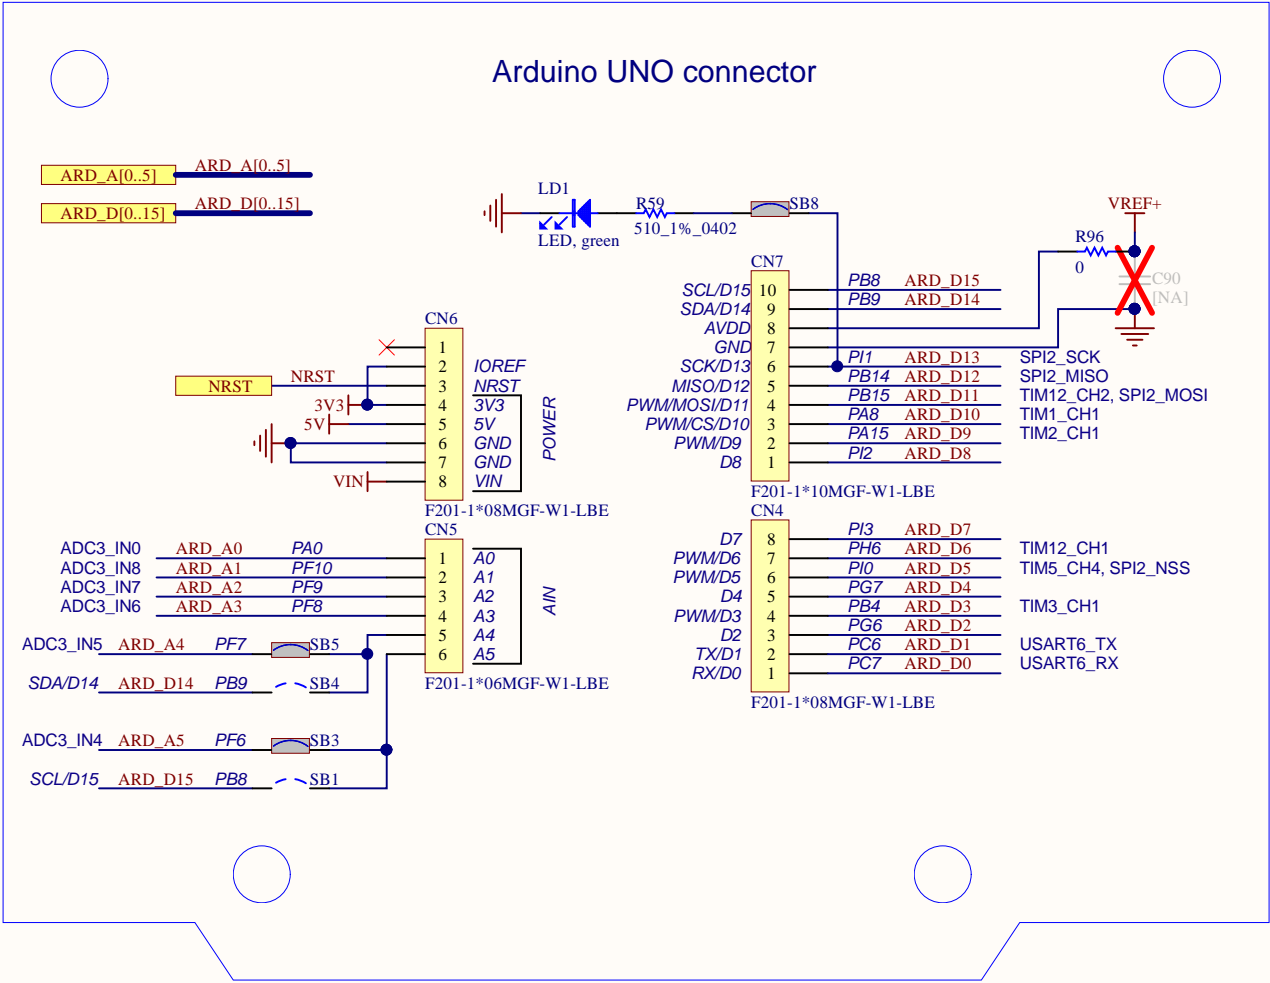 Arduino UNO connector
ARD_A[0..5] ARD_A[0..5]
ARD_D[0..15] ARD_D[0..15]
LD1
LED, green
R59
510_1%_0402
SB8
VREF+
R96
0
C90
[NA]
CN7
SCL/D15 10 PB8 ARD_D15
SDA/D14 9 PB9 ARD_D14
AVDD 8
GND 7
SCK/D13 6 PI1 ARD_D13 SPI2_SCK
MISO/D12 5 PB14 ARD_D12 SPI2_MISO
PWM/MOSI/D11 4 PB15 ARD_D11 TIM12_CH2, SPI2_MOSI
PWM/CS/D10 3 PA8 ARD_D10 TIM1_CH1
PWM/D9 2 PA15 ARD_D9 TIM2_CH1
D8 1 PI2 ARD_D8
F201-1*10MGF-W1-LBE
CN6
1
2 IOREF
NRST NRST 3 NRST
3V3 4 3V3
5V 5 5V
6 GND
7 GND
VIN 8 VIN
POWER
F201-1*08MGF-W1-LBE
CN5
ADC3_IN0 ARD_A0 PA0 1 A0
ADC3_IN8 ARD_A1 PF10 2 A1
ADC3_IN7 ARD_A2 PF9 3 A2
ADC3_IN6 ARD_A3 PF8 4 A3
5 A4
6 A5
AIN
F201-1*06MGF-W1-LBE
ADC3_IN5 ARD_A4 PF7 SB5
SDA/D14 ARD_D14 PB9 SB4
ADC3_IN4 ARD_A5 PF6 SB3
SCL/D15 ARD_D15 PB8 SB1
CN4
D7 8 PI3 ARD_D7
PWM/D6 7 PH6 ARD_D6 TIM12_CH1
PWM/D5 6 PI0 ARD_D5 TIM5_CH4, SPI2_NSS
D4 5 PG7 ARD_D4
PWM/D3 4 PB4 ARD_D3 TIM3_CH1
D2 3 PG6 ARD_D2
TX/D1 2 PC6 ARD_D1 USART6_TX
RX/D0 1 PC7 ARD_D0 USART6_RX
F201-1*08MGF-W1-LBE